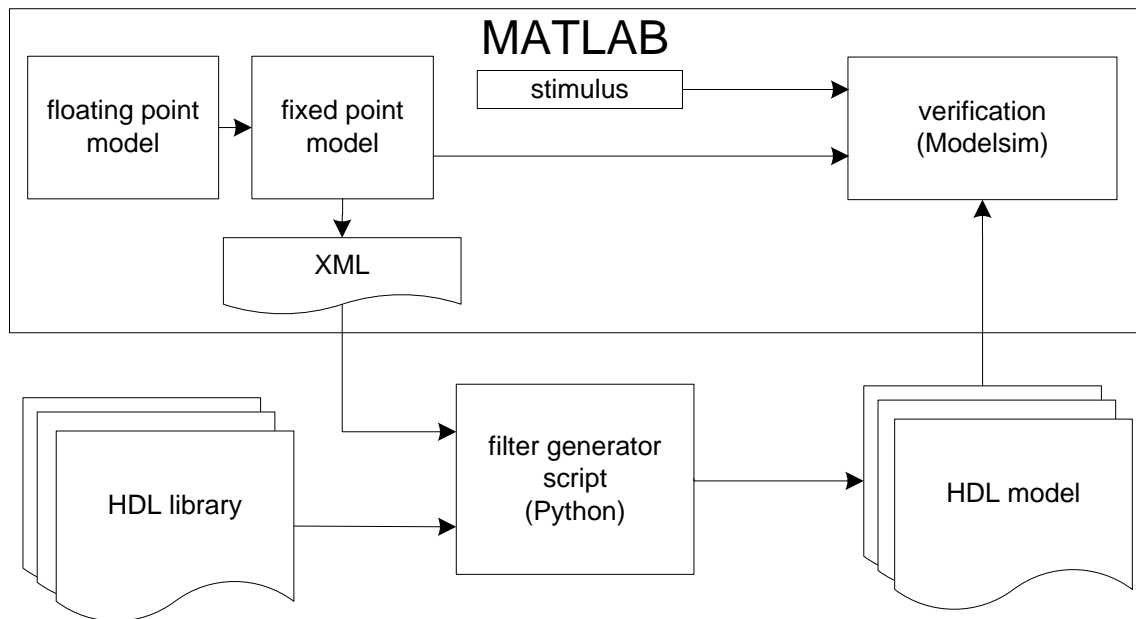 MATLAB
floating point
model
fixed point
model
stimulus
verification
(Modelsim)
XML
HDL library
filter generator
script
(Python)
HDL model